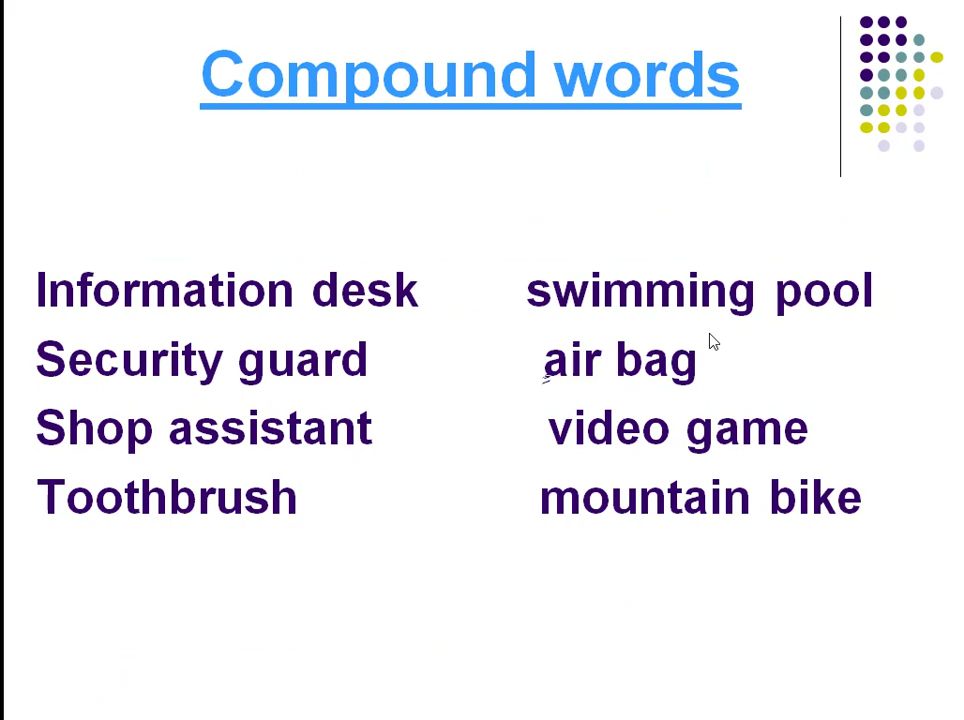 Compound words
Information desk swimming pool
Security guard air bag
Shop assistant video game
Toothbrush mountain bike